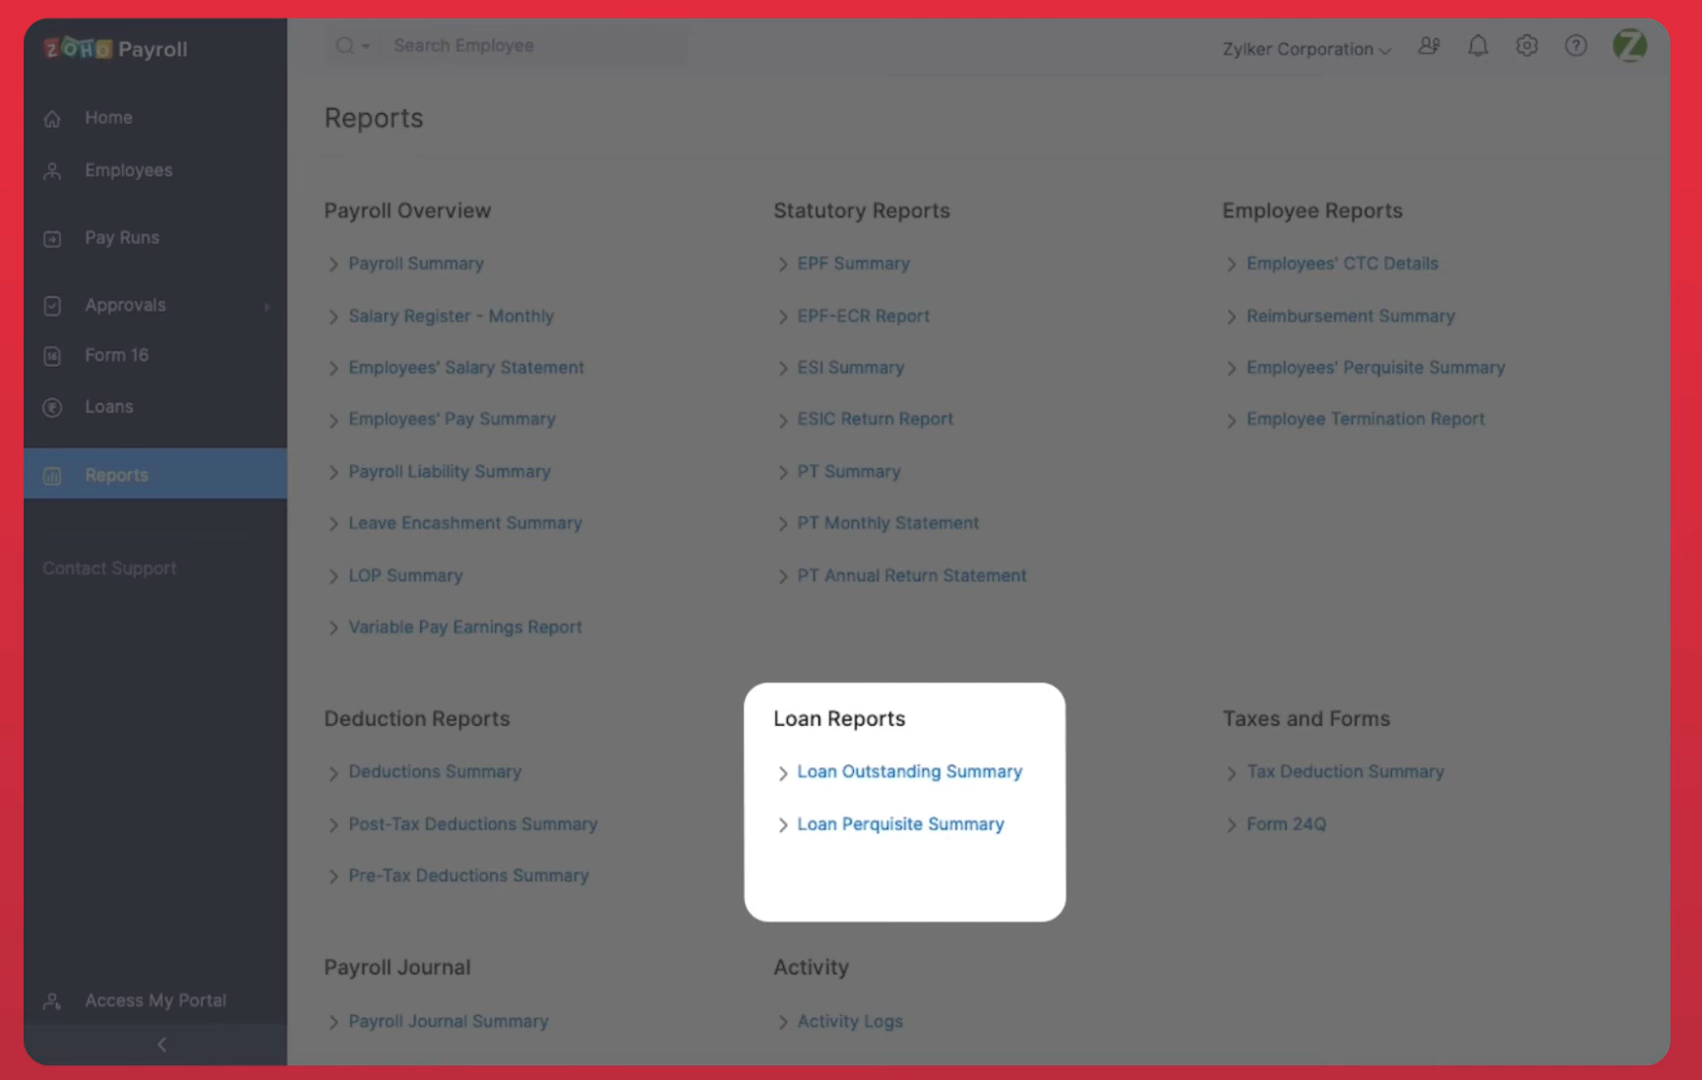 ZOHO Payroll
Search Employee
Zylker Corporation
Z
Home
Employees
Pay Runs
Approvals
16 Form 16
₹ Loans
Reports
Contact Support
Access My Portal
Reports
Payroll Overview
Payroll Summary
Salary Register - Monthly
Employees' Salary Statement
Employees' Pay Summary
Payroll Liability Summary
Leave Encashment Summary
LOP Summary
Variable Pay Earnings Report
Statutory Reports
EPF Summary
EPF-ECR Report
ESI Summary
ESIC Return Report
PT Summary
PT Monthly Statement
PT Annual Return Statement
Employee Reports
Employees' CTC Details
Reimbursement Summary
Employees' Perquisite Summary
Employee Termination Report
Deduction Reports
Deductions Summary
Post-Tax Deductions Summary
Pre-Tax Deductions Summary
Loan Reports
Loan Outstanding Summary
Loan Perquisite Summary
Taxes and Forms
Tax Deduction Summary
Form 24Q
Payroll Journal
Payroll Journal Summary
Activity
Activity Logs